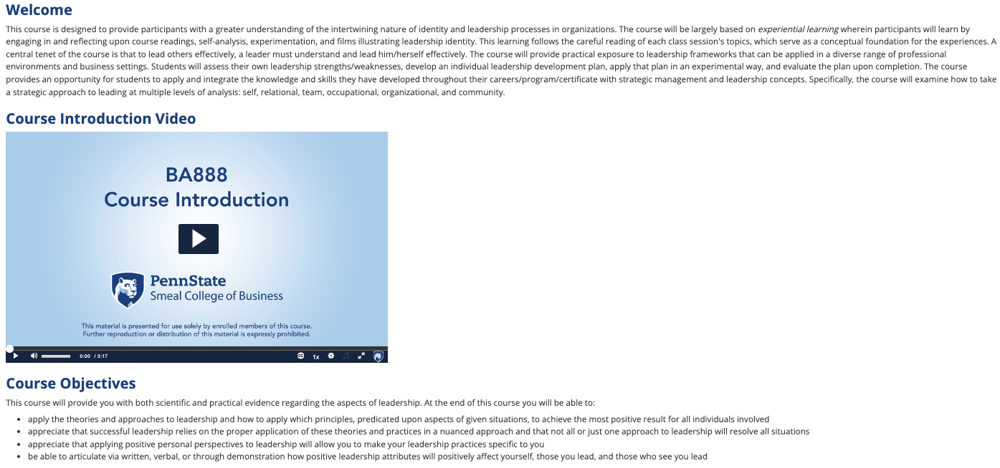 Welcome
This course is designed to provide participants with a greater understanding of the intertwining nature of identity and leadership processes in organizations. The course will be largely based on experiential learning wherein participants will learn by
engaging in and reflecting upon course readings, self-analysis, experimentation, and films illustrating leadership identity. This learning follows the careful reading of each class session's topics, which serve as a conceptual foundation for the experiences. A
central tenet of the course is that to lead others effectively, a leader must understand and lead him/herself effectively. The course will provide practical exposure to leadership frameworks that can be applied in a diverse range of professional
environments and business settings. Students will assess their own leadership strengths/weaknesses, develop an individual leadership development plan, apply that plan in an experimental way, and evaluate the plan upon completion. The course
provides an opportunity for students to apply and integrate the knowledge and skills they have developed throughout their careers/program/certificate with strategic management and leadership concepts. Specifically, the course will examine how to take
a strategic approach to leading at multiple levels of analysis: self, relational, team, occupational, organizational, and community.
Course Introduction Video
BA888
Course Introduction
PennState
Smeal College of Business
This material is presented for use solely by enrolled members of this course.
Further reproduction or distribution of this material is expressly prohibited.
0:00 / 3:17 CC 1x
Course Objectives
This course will provide you with both scientific and practical evidence regarding the aspects of leadership. At the end of this course you will be able to:
• apply the theories and approaches to leadership and how to apply which principles, predicated upon aspects of given situations, to achieve the most positive result for all individuals involved
• appreciate that successful leadership relies on the proper application of these theories and practices in a nuanced approach and that not all or just one approach to leadership will resolve all situations
• appreciate that applying positive personal perspectives to leadership will allow you to make your leadership practices specific to you
• be able to articulate via written, verbal, or through demonstration how positive leadership attributes will positively affect yourself, those you lead, and those who see you lead